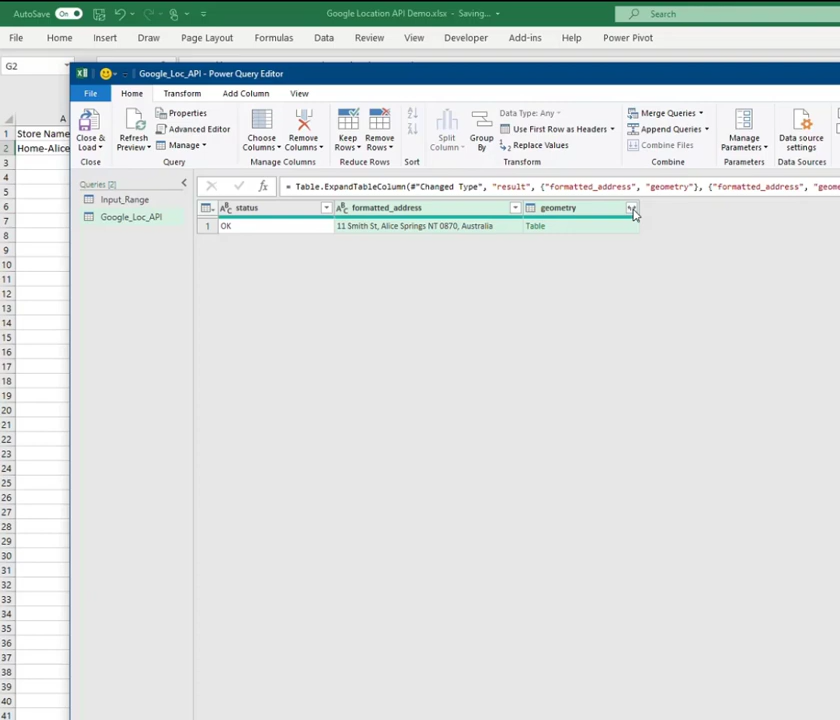 AutoSave On Google Location API Demo.xlsx - Saving... Search
File Home Insert Draw Page Layout Formulas Data Review View Developer Add-ins Help Power Pivot
G2
Google_Loc_API - Power Query Editor
File Home Transform Add Column View
Close & Load
Refresh Preview
Properties
Advanced Editor
Manage
Choose Columns
Remove Columns
Keep Rows
Remove Rows
Split Column
Group By
Data Type: Any
Use First Row as Headers
Replace Values
Merge Queries
Append Queries
Combine Files
Manage Parameters
Data source settings
Close Query Manage Columns Reduce Rows Sort Transform Combine Parameters Data Sources
Queries [2]
Input_Range
Google_Loc_API
fx = Table.ExpandTableColumn(#"Changed Type", "result", {"formatted_address", "geometry"}, {"formatted_address", "geome
ABC status ABC formatted_address geometry
1 OK 11 Smith St, Alice Springs NT 0870, Australia Table
A
1 Store Name
2 Home-Alice
3
4
5
6
7
8
9
10
11
12
13
14
15
16
17
18
19
20
21
22
23
24
25
26
27
28
29
30
31
32
33
34
35
36
37
38
39
40
41